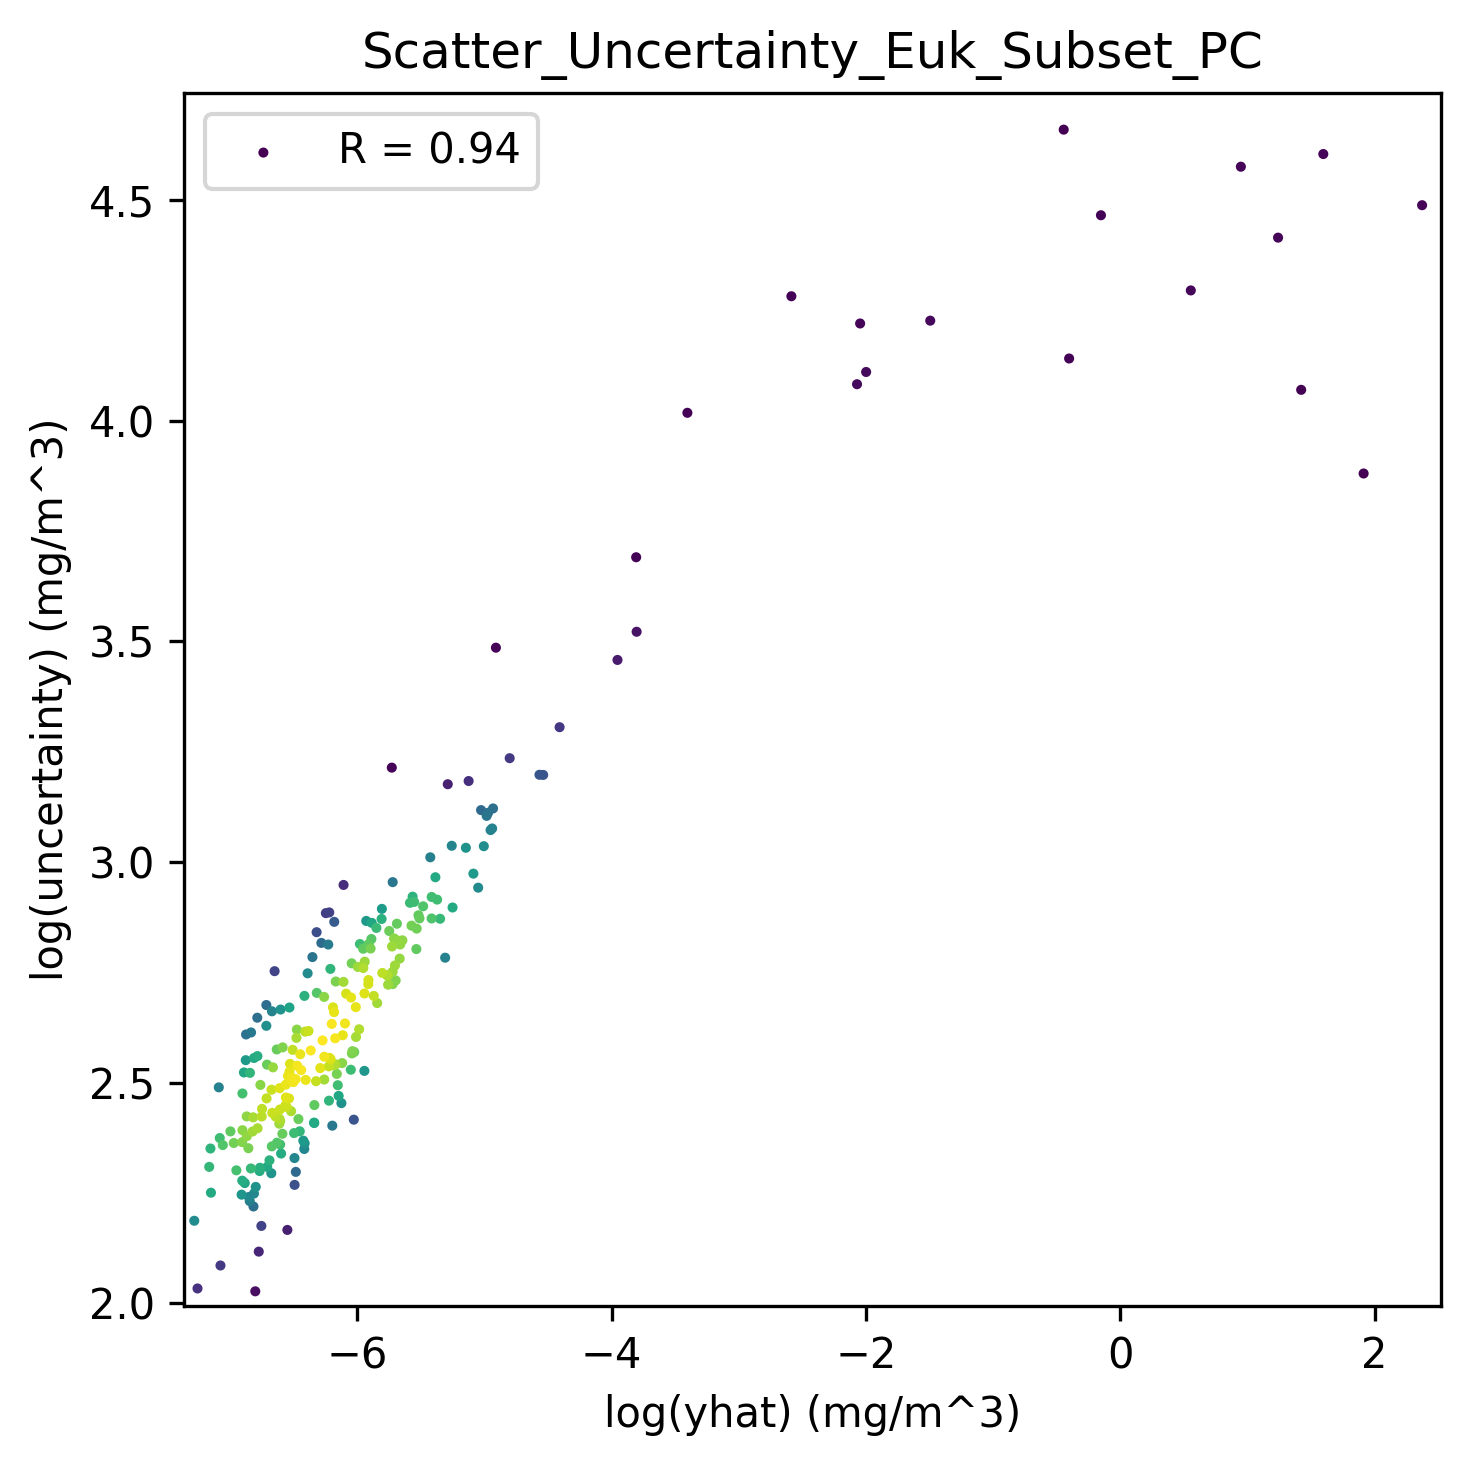 Scatter_Uncertainty_Euk_Subset_PC
R = 0.94
4.5
4.0
3.5
3.0
2.5
2.0
log(uncertainty) (mg/m^3)
−6 −4 −2 0 2
log(yhat) (mg/m^3)